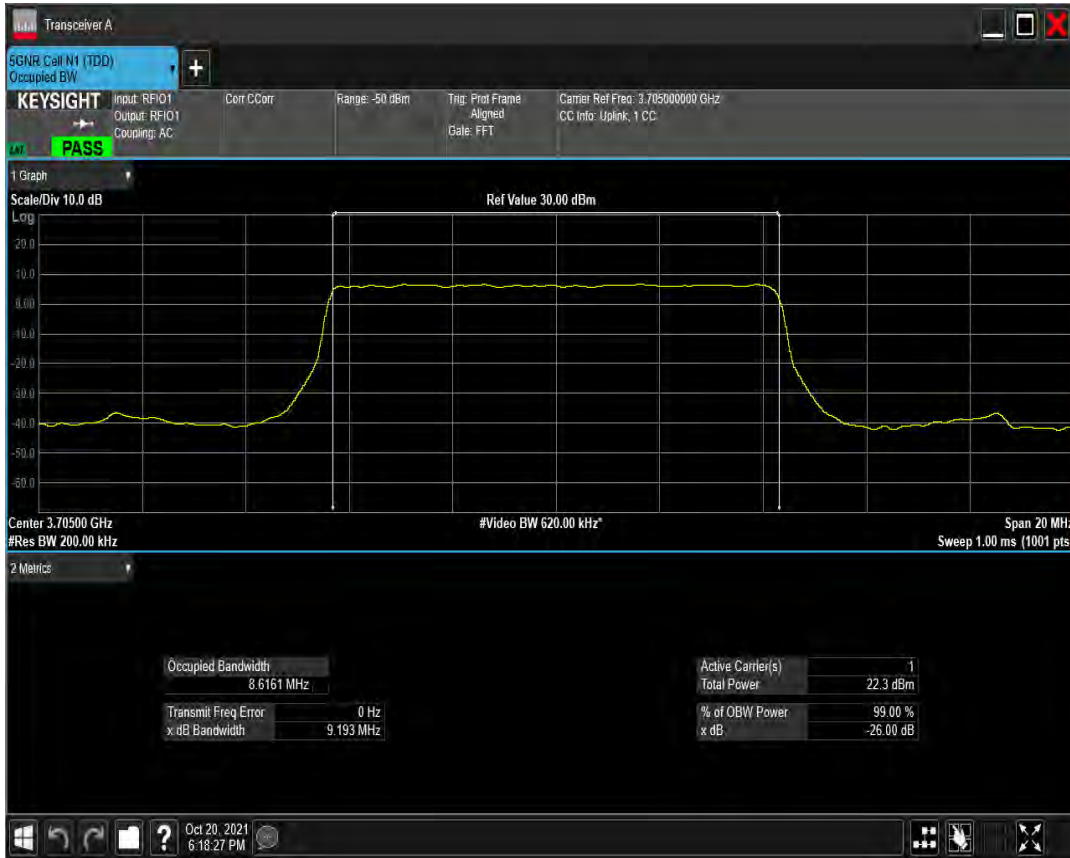 Transceiver A
5GNR Cell N1 (TDD)
Occupied BW
+
KEYSIGHT
Input: RFIO1
Output: RFIO1
Coupling: AC
Corr CCorr
Range: -50 dBm
Trig: Prot Frame
Aligned
Gate: FFT
Carrier Ref Freq: 3.705000000 GHz
CC Info: Uplink, 1 CC
PASS
1 Graph
Scale/Div 10.0 dB
Ref Value 30.00 dBm
Log
20.0
10.0
0.00
-10.0
-20.0
-30.0
-40.0
-50.0
-60.0
Center 3.70500 GHz
#Video BW 620.00 kHz*
Span 20 MHz
#Res BW 200.00 kHz
Sweep 1.00 ms (1001 pts
2 Metrics
Occupied Bandwidth
8.6161 MHz
Transmit Freq Error 0 Hz
x dB Bandwidth 9.193 MHz
Active Carrier(s) 1
Total Power 22.3 dBm
% of OBW Power 99.00 %
x dB -26.00 dB
?
Oct 20, 2021
6:18:27 PM